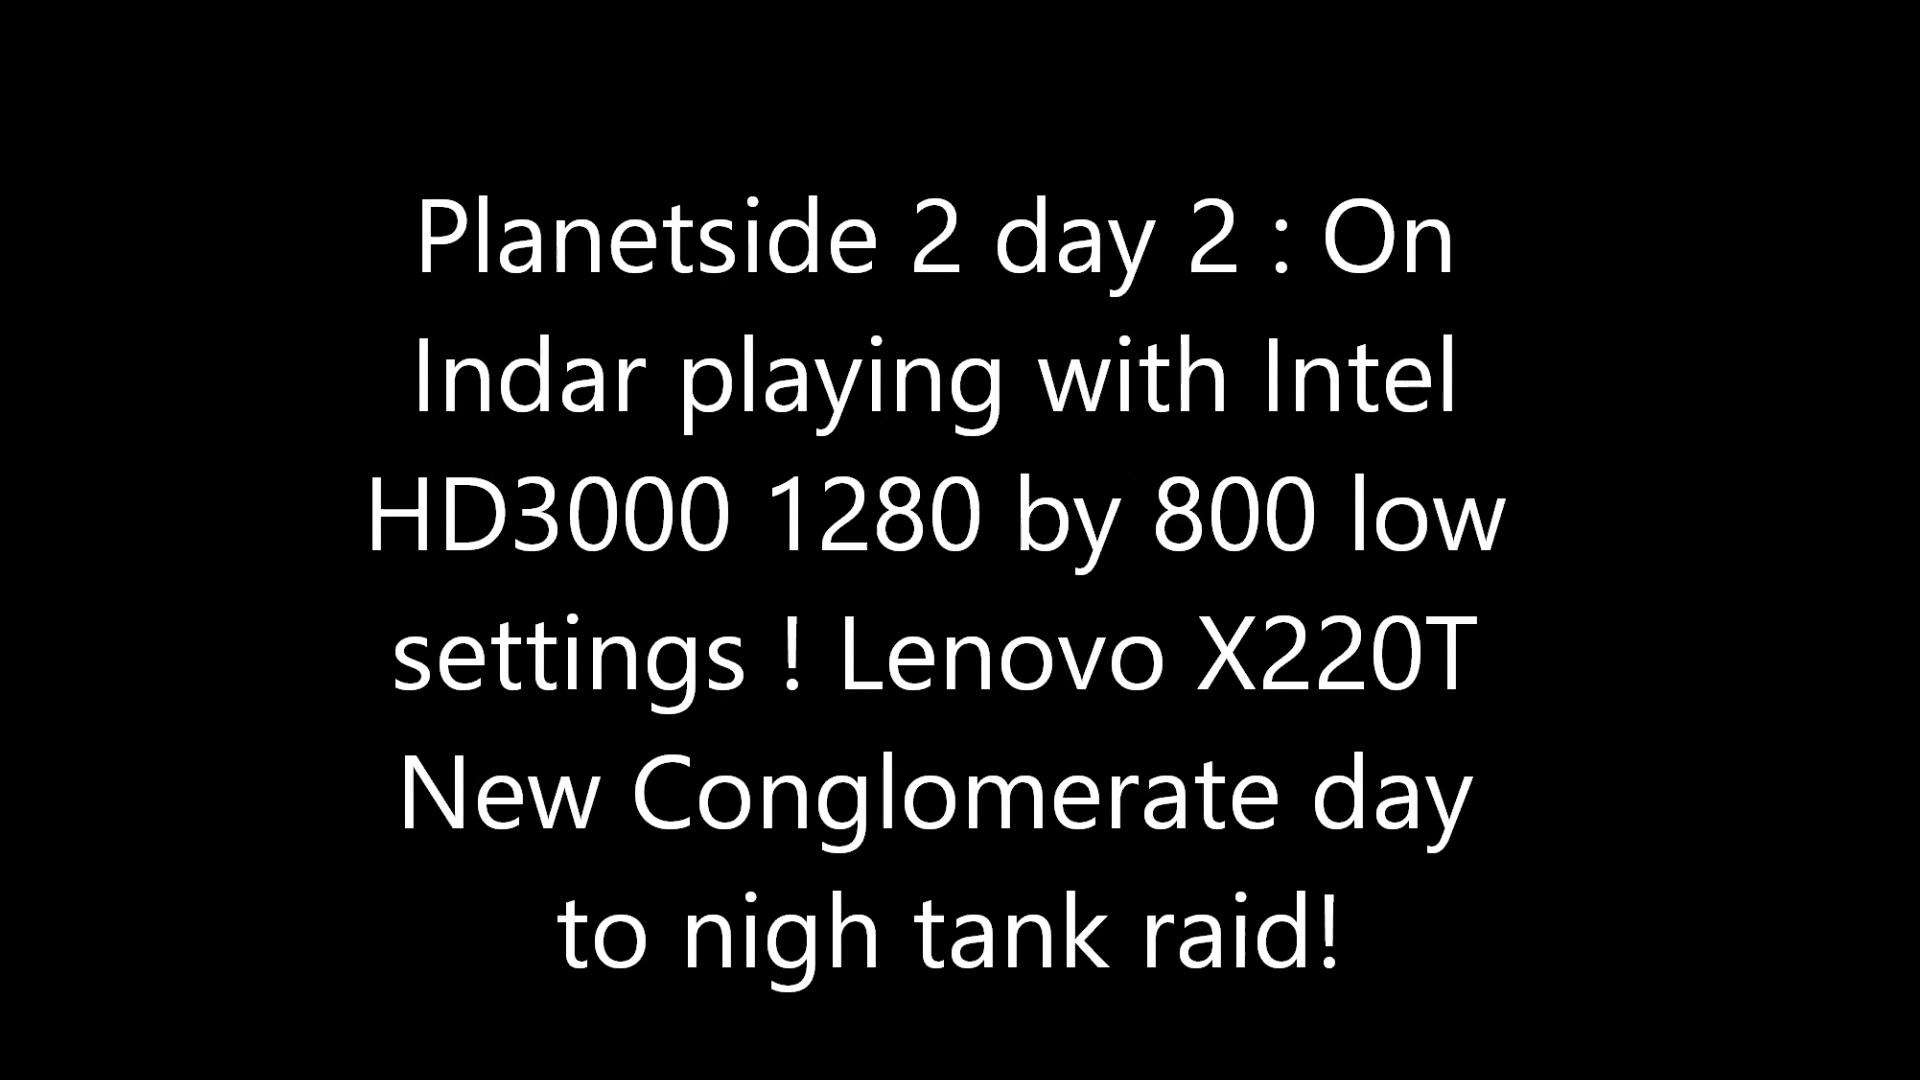 Planetside 2 day 2 : On
Indar playing with Intel
HD3000 1280 by 800 low
settings ! Lenovo X220T
New Conglomerate day
to nigh tank raid!